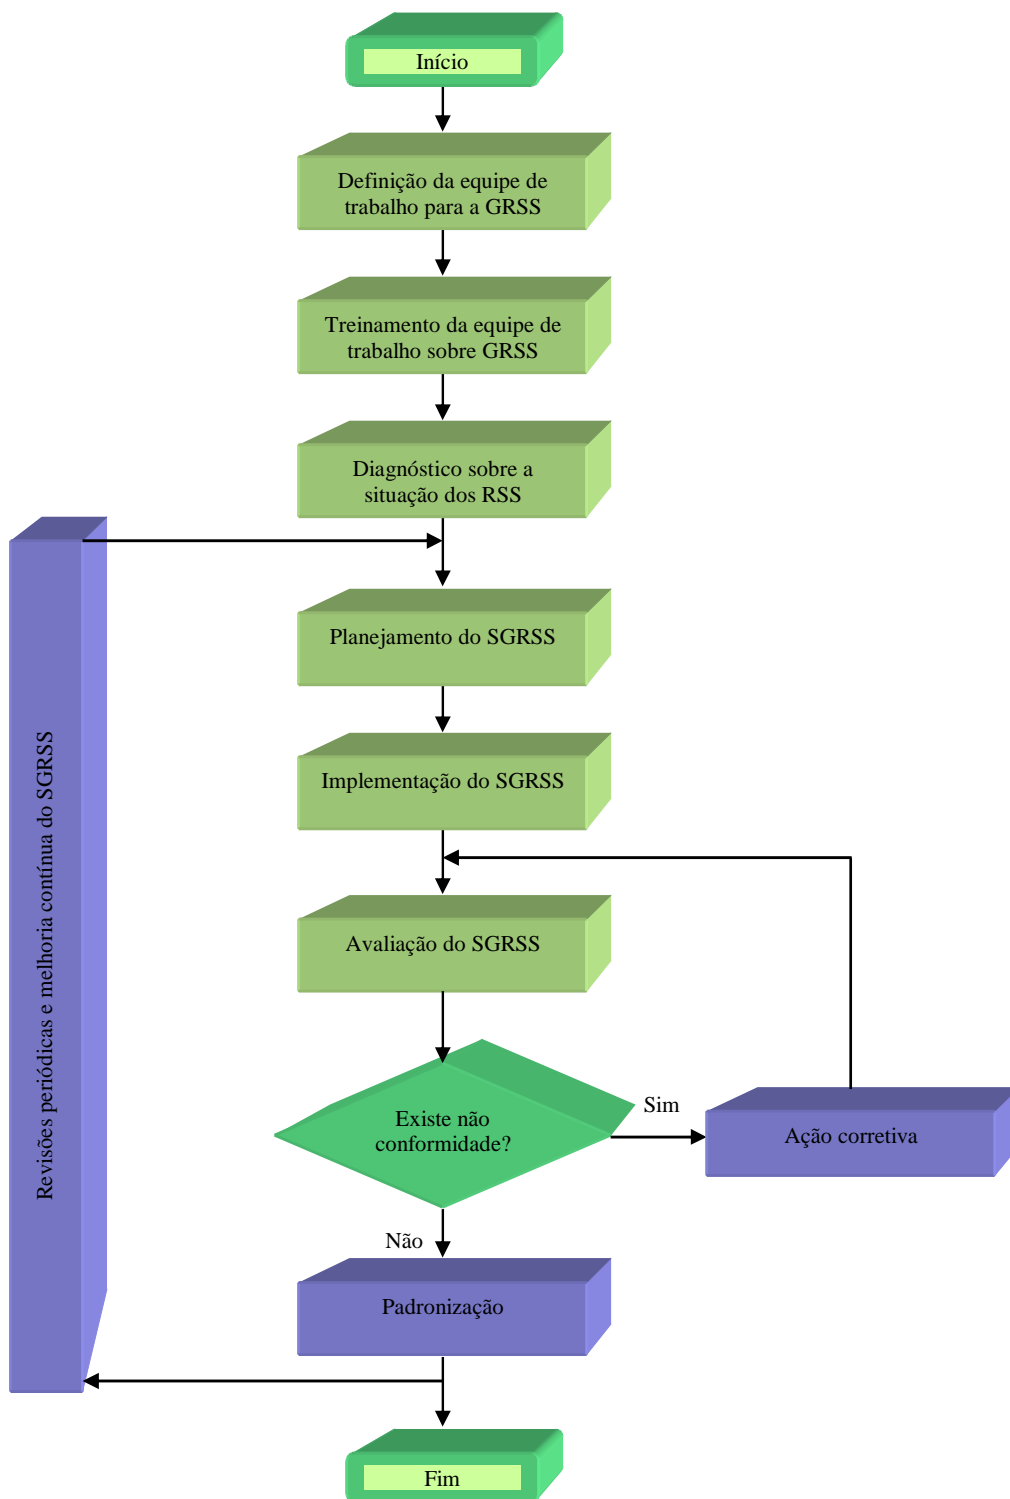 Início
Definição da equipe de
trabalho para a GRSS
Treinamento da equipe de
trabalho sobre GRSS
Diagnóstico sobre a
situação dos RSS
Planejamento do SGRSS
Implementação do SGRSS
Avaliação do SGRSS
Existe não
conformidade?
Sim
Ação corretiva
Não
Padronização
Revisões periódicas e melhoria contínua do SGRSS
Fim